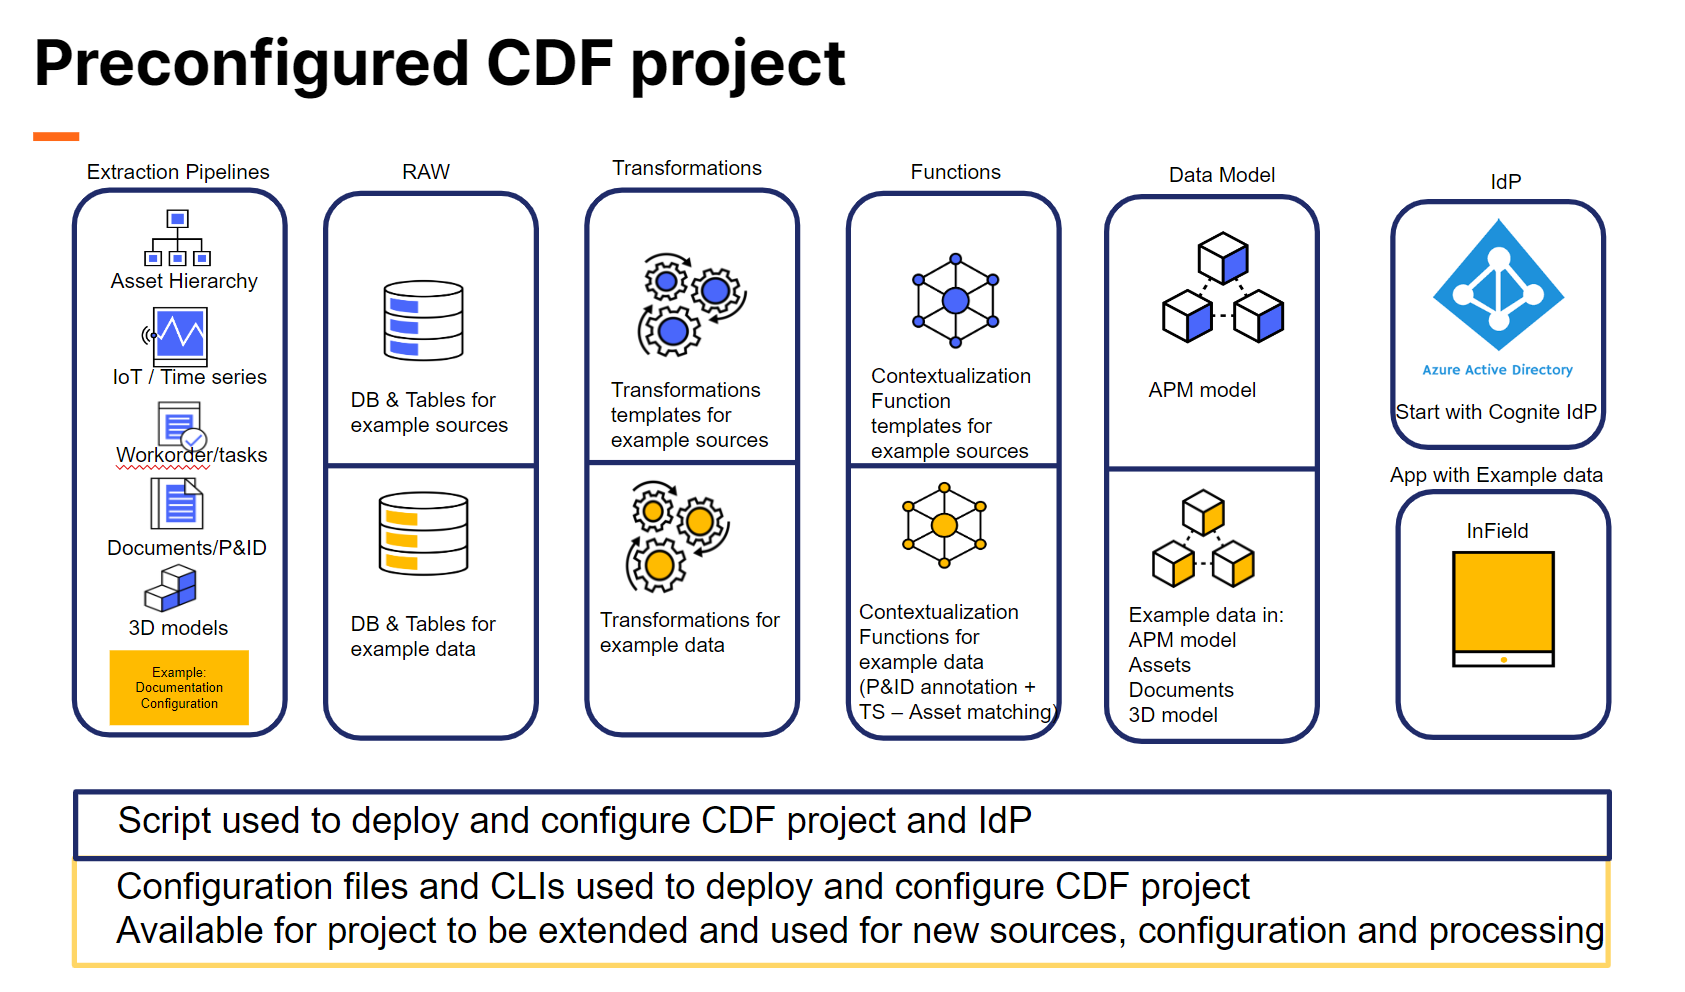 Preconfigured CDF project
Extraction Pipelines
Asset Hierarchy
IoT / Time series
Workorder/tasks
Documents/P&ID
3D models
Example:
Documentation
Configuration
RAW
DB & Tables for
example sources
DB & Tables for
example data
Transformations
Transformations
templates for
example sources
Transformations for
example data
Functions
Contextualization
Function
templates for
example sources
Contextualization
Functions for
example data
(P&ID annotation +
TS – Asset matching)
Data Model
APM model
Example data in:
APM model
Assets
Documents
3D model
IdP
Azure Active Directory
Start with Cognite IdP
App with Example data
InField
Script used to deploy and configure CDF project and IdP
Configuration files and CLIs used to deploy and configure CDF project
Available for project to be extended and used for new sources, configuration and processing